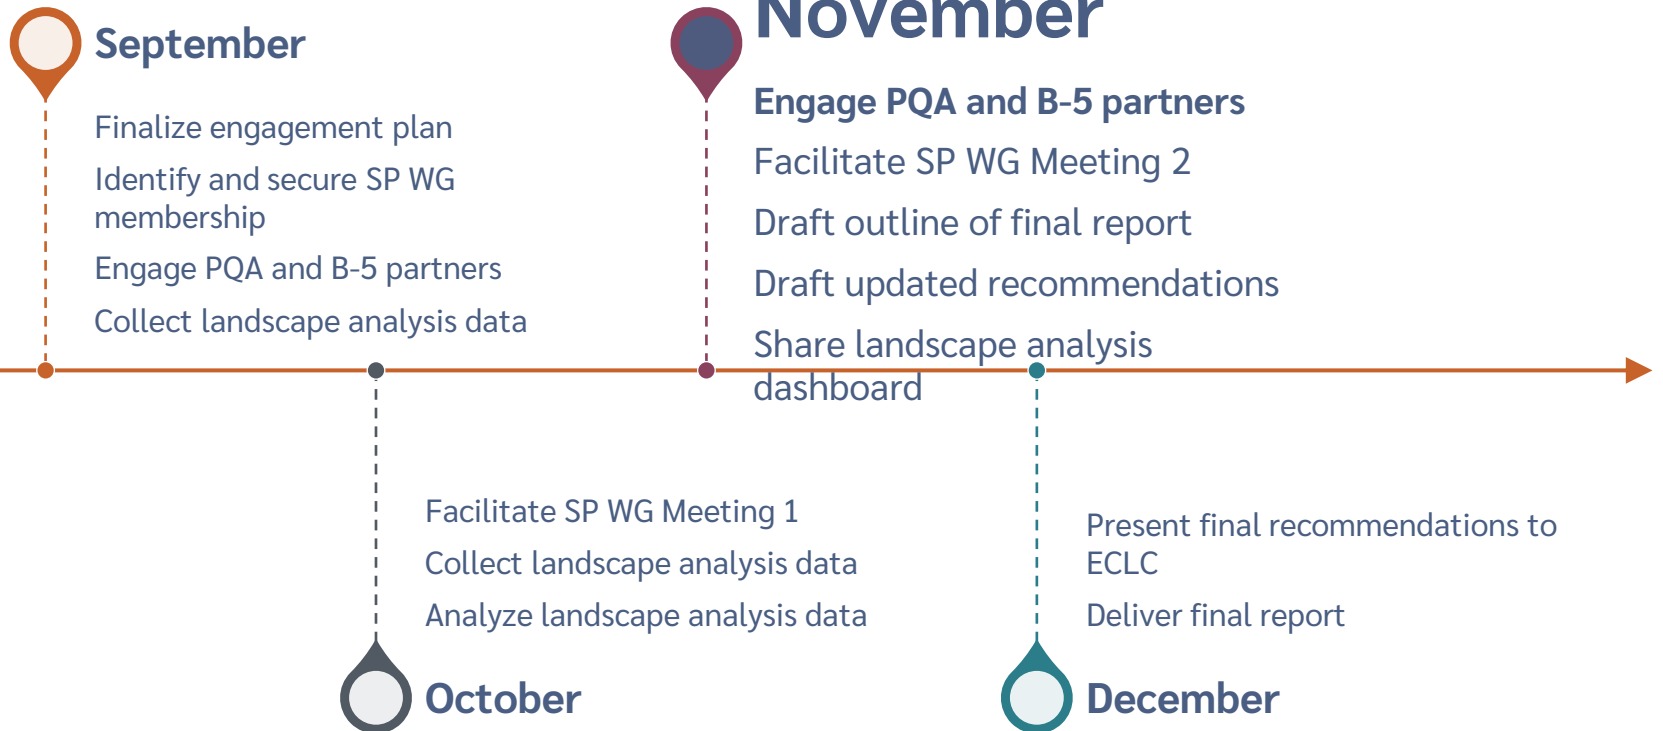 September
Finalize engagement plan
Identify and secure SP WG
membership
Engage PQA and B-5 partners
Collect landscape analysis data
November
Engage PQA and B-5 partners
Facilitate SP WG Meeting 2
Draft outline of final report
Draft updated recommendations
Share landscape analysis
dashboard
Facilitate SP WG Meeting 1
Collect landscape analysis data
Analyze landscape analysis data
October
Present final recommendations to
ECLC
Deliver final report
December